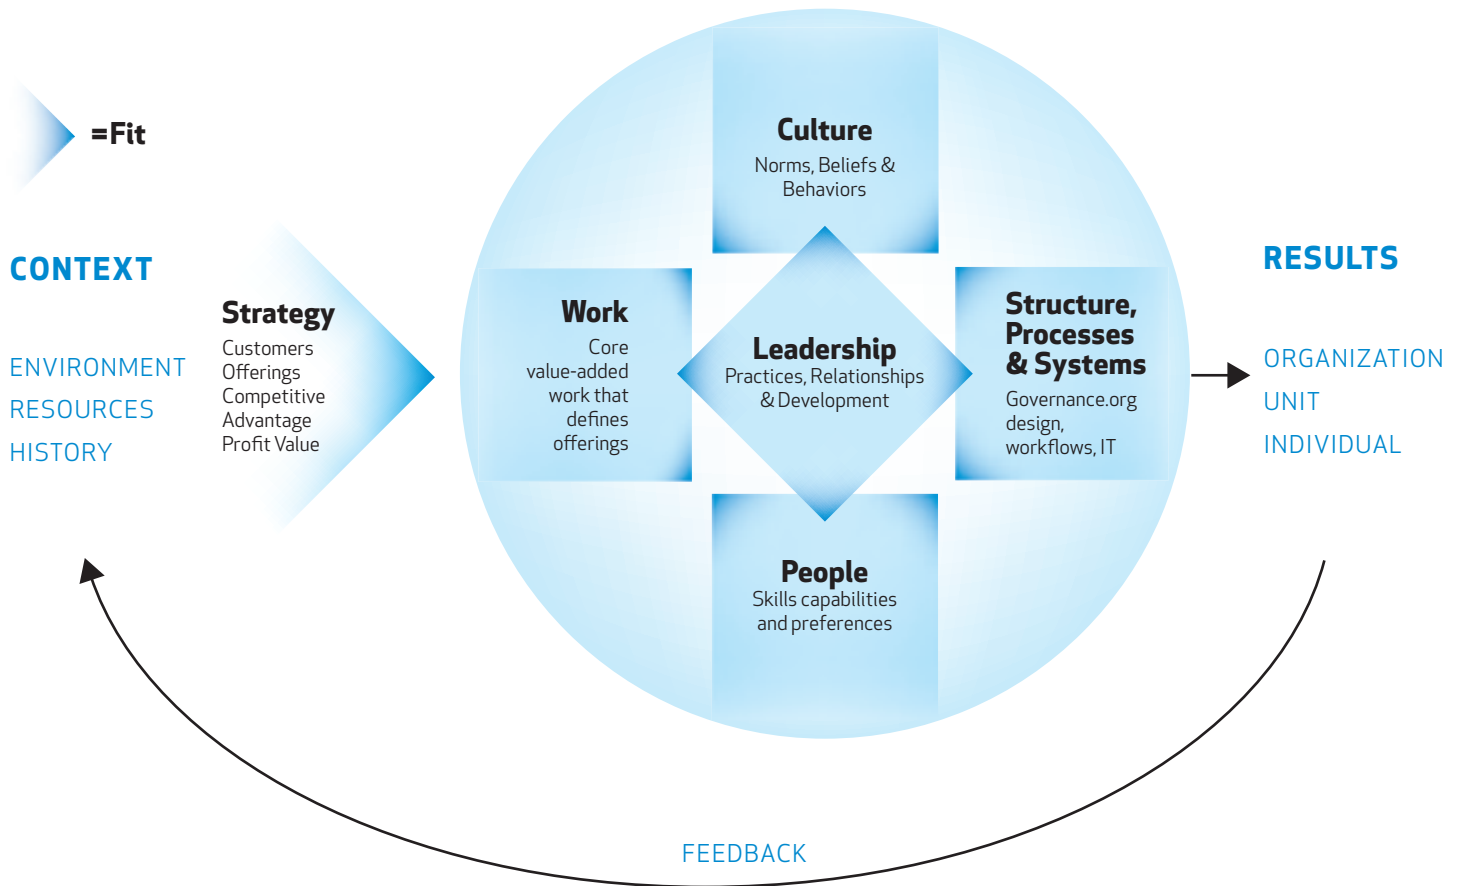 =Fit
CONTEXT
ENVIRONMENT
RESOURCES
HISTORY
Strategy
Customers
Offerings
Competitive
Advantage
Profit Value
Culture
Norms, Beliefs &
Behaviors
Work
Core
value-added
work that
defines
offerings
Leadership
Practices, Relationships
& Development
Structure,
Processes
& Systems
Governance.org
design,
workflows, IT
People
Skills capabilities
and preferences
RESULTS
ORGANIZATION
UNIT
INDIVIDUAL
FEEDBACK